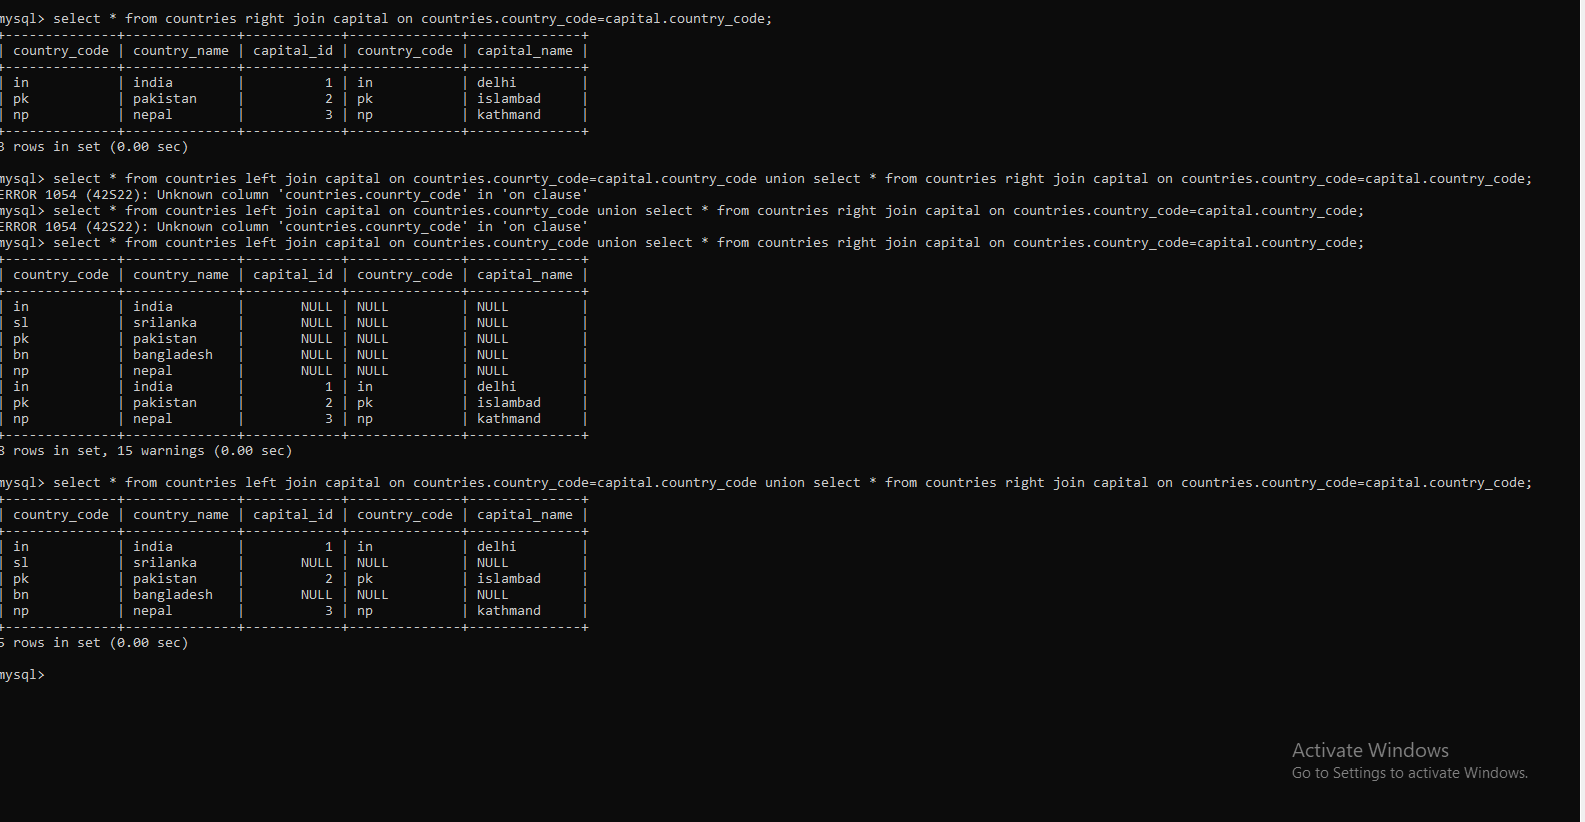 mysql> select * from countries right join capital on countries.country_code=capital.country_code;
+--------------+--------------+------------+--------------+--------------+
| country_code | country_name | capital_id | country_code | capital_name |
+--------------+--------------+------------+--------------+--------------+
| in           | india        |          1 | in           | delhi        |
| pk           | pakistan     |          2 | pk           | islambad     |
| np           | nepal        |          3 | np           | kathmand     |
+--------------+--------------+------------+--------------+--------------+
3 rows in set (0.00 sec)

mysql> select * from countries left join capital on countries.counrty_code=capital.country_code union select * from countries right join capital on countries.country_code=capital.country_code;
ERROR 1054 (42S22): Unknown column 'countries.counrty_code' in 'on clause'
mysql> select * from countries left join capital on countries.counrty_code union select * from countries right join capital on countries.country_code=capital.country_code;
ERROR 1054 (42S22): Unknown column 'countries.counrty_code' in 'on clause'
mysql> select * from countries left join capital on countries.country_code union select * from countries right join capital on countries.country_code=capital.country_code;
+--------------+--------------+------------+--------------+--------------+
| country_code | country_name | capital_id | country_code | capital_name |
+--------------+--------------+------------+--------------+--------------+
| in           | india        |       NULL | NULL         | NULL         |
| sl           | srilanka     |       NULL | NULL         | NULL         |
| pk           | pakistan     |       NULL | NULL         | NULL         |
| bn           | bangladesh   |       NULL | NULL         | NULL         |
| np           | nepal        |       NULL | NULL         | NULL         |
| in           | india        |          1 | in           | delhi        |
| pk           | pakistan     |          2 | pk           | islambad     |
| np           | nepal        |          3 | np           | kathmand     |
+--------------+--------------+------------+--------------+--------------+
8 rows in set, 15 warnings (0.00 sec)

mysql> select * from countries left join capital on countries.country_code=capital.country_code union select * from countries right join capital on countries.country_code=capital.country_code;
+--------------+--------------+------------+--------------+--------------+
| country_code | country_name | capital_id | country_code | capital_name |
+--------------+--------------+------------+--------------+--------------+
| in           | india        |          1 | in           | delhi        |
| sl           | srilanka     |       NULL | NULL         | NULL         |
| pk           | pakistan     |          2 | pk           | islambad     |
| bn           | bangladesh   |       NULL | NULL         | NULL         |
| np           | nepal        |          3 | np           | kathmand     |
+--------------+--------------+------------+--------------+--------------+
5 rows in set (0.00 sec)

mysql>
Activate Windows
Go to Settings to activate Windows.